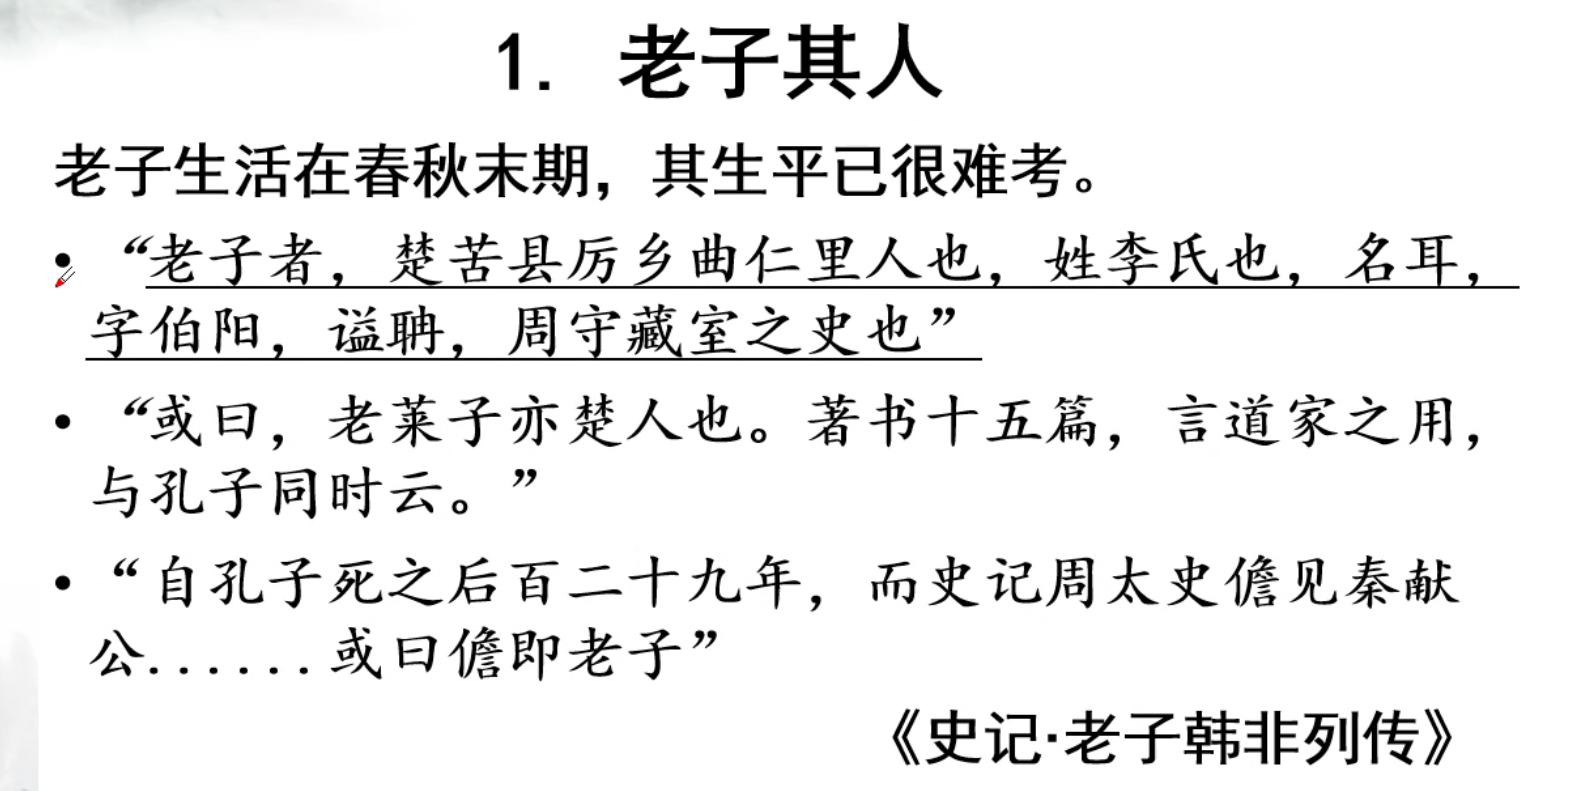 1. 老子其人
老子生活在春秋末期，其生平已很难考。
• “老子者，楚苦县厉乡曲仁里人也，姓李氏也，名耳，
字伯阳，谥聃，周守藏室之史也”
• “或曰，老莱子亦楚人也。著书十五篇，言道家之用，
与孔子同时云。”
• “自孔子死之后百二十九年，而史记周太史儋见秦献
公......或曰儋即老子”
《史记·老子韩非列传》